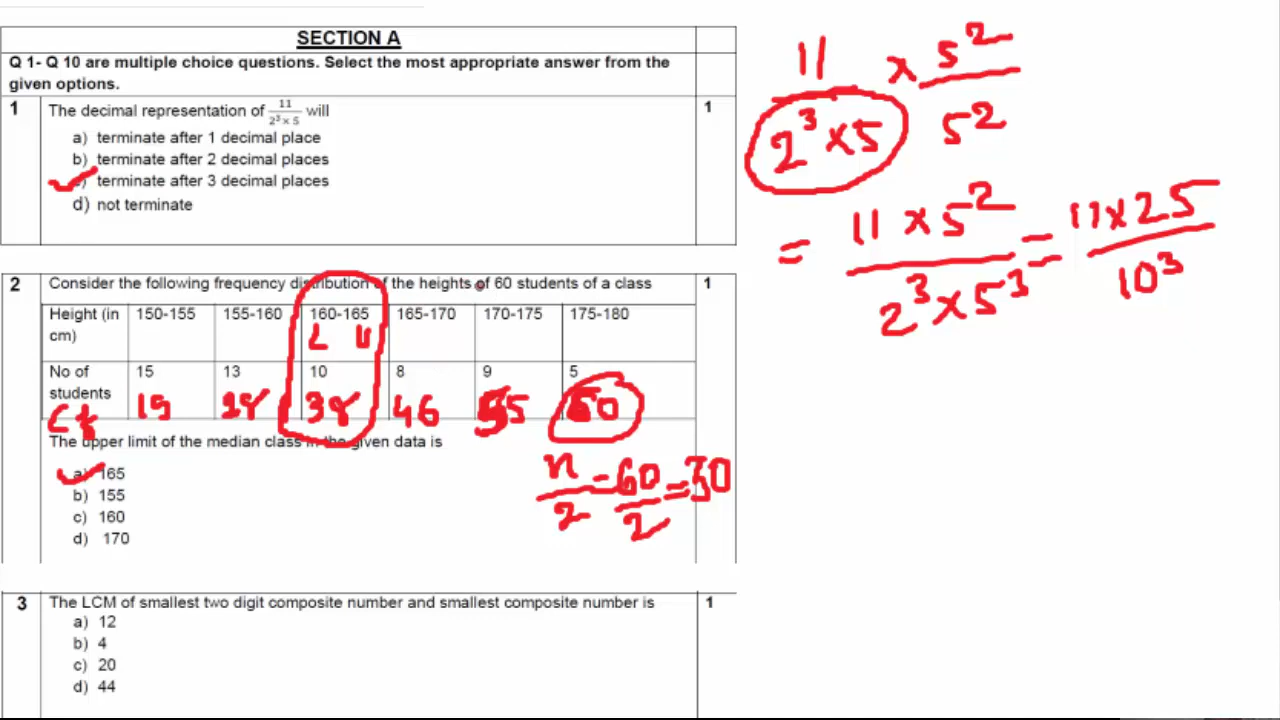 SECTION A
Q 1- Q 10 are multiple choice questions. Select the most appropriate answer from the
given options.
1 The decimal representation of 11/(2³ × 5) will 1
a) terminate after 1 decimal place
b) terminate after 2 decimal places
terminate after 3 decimal places
d) not terminate
11/(2³ × 5) × 5²/5²
= (11 × 5²)/(2³ × 5³) = (11 × 25)/10³
2 Consider the following frequency distribution of the heights of 60 students of a class 1
Height (in cm) 150-155 155-160 160-165 165-170 170-175 175-180
L U
No of students 15 13 10 8 9 5
Cf 15 28 38 46 55 60
The upper limit of the median class in the given data is
a) 165
b) 155
c) 160
d) 170
n/2 = 60/2 = 30
3 The LCM of smallest two digit composite number and smallest composite number is 1
a) 12
b) 4
c) 20
d) 44